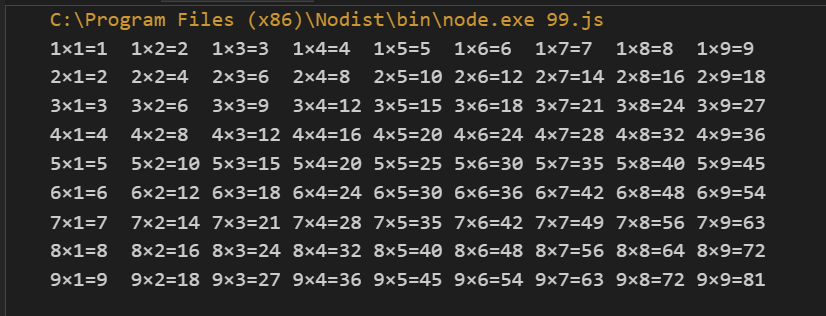 C:\Program Files (x86)\Nodist\bin\node.exe 99.js
1×1=1  1×2=2  1×3=3  1×4=4  1×5=5  1×6=6  1×7=7  1×8=8  1×9=9
2×1=2  2×2=4  2×3=6  2×4=8  2×5=10 2×6=12 2×7=14 2×8=16 2×9=18
3×1=3  3×2=6  3×3=9  3×4=12 3×5=15 3×6=18 3×7=21 3×8=24 3×9=27
4×1=4  4×2=8  4×3=12 4×4=16 4×5=20 4×6=24 4×7=28 4×8=32 4×9=36
5×1=5  5×2=10 5×3=15 5×4=20 5×5=25 5×6=30 5×7=35 5×8=40 5×9=45
6×1=6  6×2=12 6×3=18 6×4=24 6×5=30 6×6=36 6×7=42 6×8=48 6×9=54
7×1=7  7×2=14 7×3=21 7×4=28 7×5=35 7×6=42 7×7=49 7×8=56 7×9=63
8×1=8  8×2=16 8×3=24 8×4=32 8×5=40 8×6=48 8×7=56 8×8=64 8×9=72
9×1=9  9×2=18 9×3=27 9×4=36 9×5=45 9×6=54 9×7=63 9×8=72 9×9=81